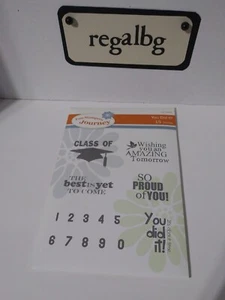 regalbg
Journey
CLASS OF
Wishing
you an
AMAZING
Tomorrow
THE
best IS yet
TO COME
SO
PROUD
of YOU!
1 2 3 4 5
6 7 8 9 0
You
did
it!